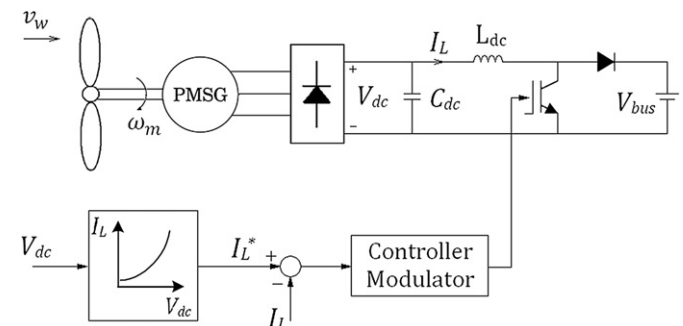 v_w
ω_m
PMSG
+
V_dc
−
C_dc
I_L
L_dc
V_bus
V_dc
I_L
V_dc
I_L^*
+
−
I_L
Controller
Modulator